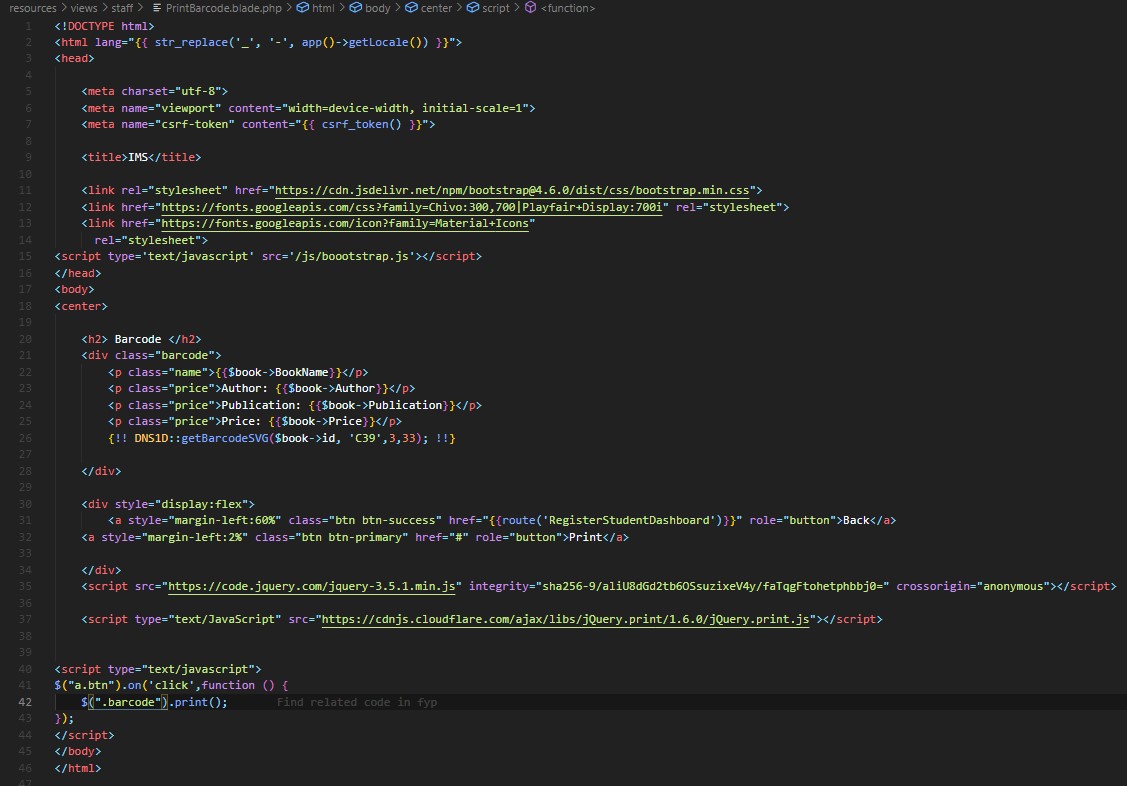 resources > views > staff > PrintBarcode.blade.php > html > body > center > script > <function>
1 <!DOCTYPE html>
2 <html lang="{{ str_replace('_', '-', app()->getLocale()) }}">
3 <head>
4
5 <meta charset="utf-8">
6 <meta name="viewport" content="width=device-width, initial-scale=1">
7 <meta name="csrf-token" content="{{ csrf_token() }}">
8
9 <title>IMS</title>
10
11 <link rel="stylesheet" href="https://cdn.jsdelivr.net/npm/bootstrap@4.6.0/dist/css/bootstrap.min.css">
12 <link href="https://fonts.googleapis.com/css?family=Chivo:300,700|Playfair+Display:700i" rel="stylesheet">
13 <link href="https://fonts.googleapis.com/icon?family=Material+Icons"
14 rel="stylesheet">
15 <script type='text/javascript' src='/js/boootstrap.js'></script>
16 </head>
17 <body>
18 <center>
19
20 <h2> Barcode </h2>
21 <div class="barcode">
22 <p class="name">{{$book->BookName}}</p>
23 <p class="price">Author: {{$book->Author}}</p>
24 <p class="price">Publication: {{$book->Publication}}</p>
25 <p class="price">Price: {{$book->Price}}</p>
26 {!! DNS1D::getBarcodeSVG($book->id, 'C39',3,33); !!}
27
28 </div>
29
30 <div style="display:flex">
31 <a style="margin-left:60%" class="btn btn-success" href="{{route('RegisterStudentDashboard')}}" role="button">Back</a>
32 <a style="margin-left:2%" class="btn btn-primary" href="#" role="button">Print</a>
33
34 </div>
35 <script src="https://code.jquery.com/jquery-3.5.1.min.js" integrity="sha256-9/aliU8dGd2tb6OSsuzixeV4y/faTqgFtohetphbbj0=" crossorigin="anonymous"></script>
36
37 <script type="text/JavaScript" src="https://cdnjs.cloudflare.com/ajax/libs/jQuery.print/1.6.0/jQuery.print.js"></script>
38
39
40 <script type="text/javascript">
41 $("a.btn").on('click',function () {
42 $(".barcode").print(); Find related code in fyp
43 });
44 </script>
45 </body>
46 </html>
47